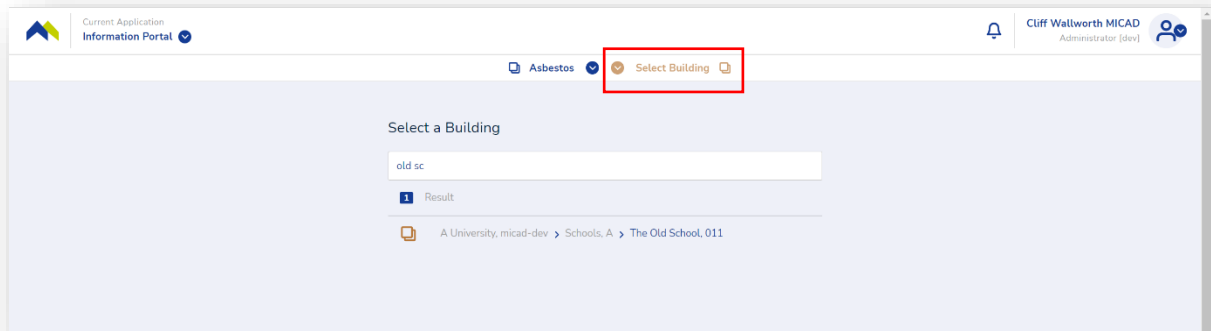 Current Application
Information Portal
Cliff Wallworth MICAD
Administrator [dev]
Asbestos Select Building
Select a Building
old sc
1 Result
A University, micad-dev > Schools, A > The Old School, 011